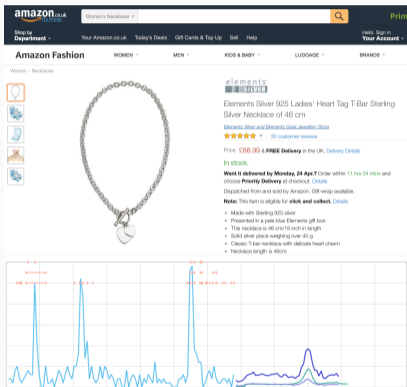 amazon.co.uk
Women's Necklaces
Shop by
Department
Your Amazon.co.uk Today's Deals Gift Cards & Top Up Sell Help
Hello. Sign in
Your Account
Amazon Fashion
WOMEN
MEN
KIDS & BABY
LUGGAGE
BRANDS
Women › Necklaces
elements
SILVER
Elements Silver 925 Ladies' Heart Tag T-Bar Sterling
Silver Necklace of 46 cm
Elements Silver and Elements Gold Jewellery Store
30 customer reviews
Price: £88.99 & FREE Delivery in the UK. Delivery Details
In stock.
Want it delivered by Monday, 24 Apr.? Order within 11 hrs 34 mins and
choose Priority Delivery at checkout. Details
Dispatched from and sold by Amazon. Gift-wrap available.
Note: This item is eligible for click and collect. Details
• Made with Sterling 925 silver
• Presented in a pale blue Elements gift box
• This necklace is 46 cm/18 inch in length
• Solid silver piece weighing over 40 g
• Classic T-bar necklace with delicate heart charm
• Necklace length is 46cm